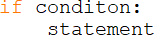 if conditon:
    statement